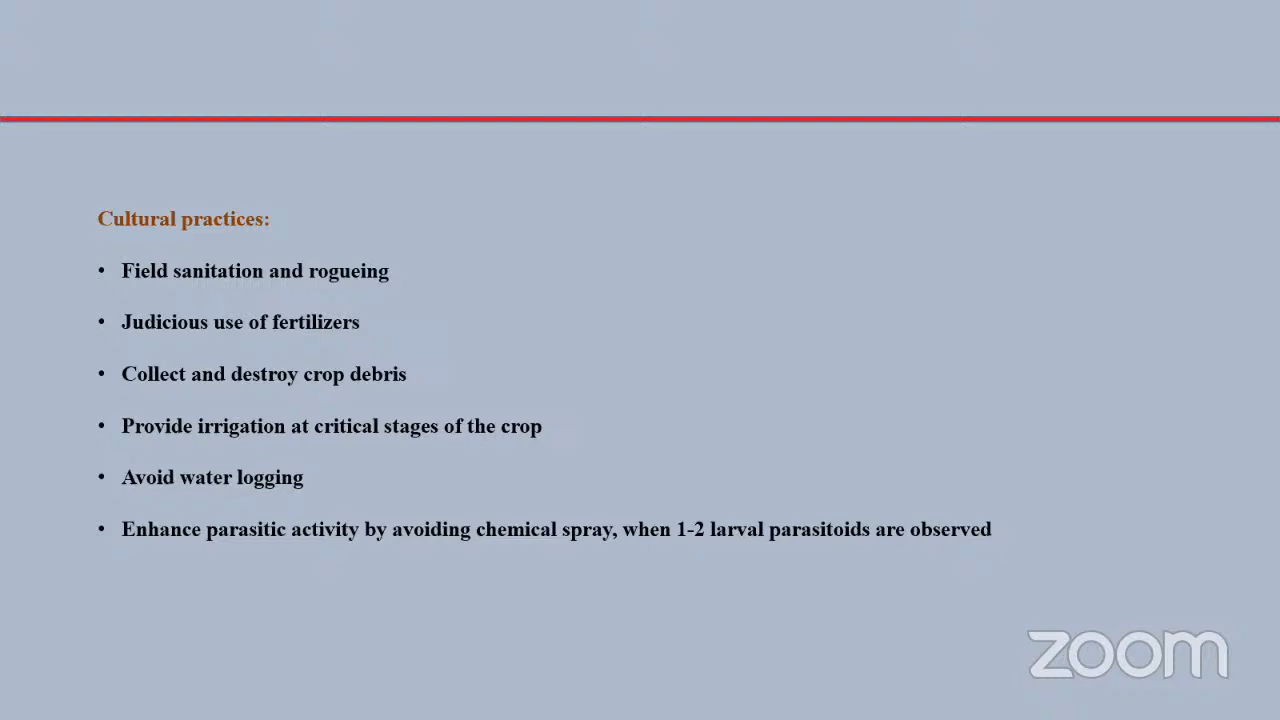 Cultural practices:
• Field sanitation and rogueing
• Judicious use of fertilizers
• Collect and destroy crop debris
• Provide irrigation at critical stages of the crop
• Avoid water logging
• Enhance parasitic activity by avoiding chemical spray, when 1-2 larval parasitoids are observed
zoom